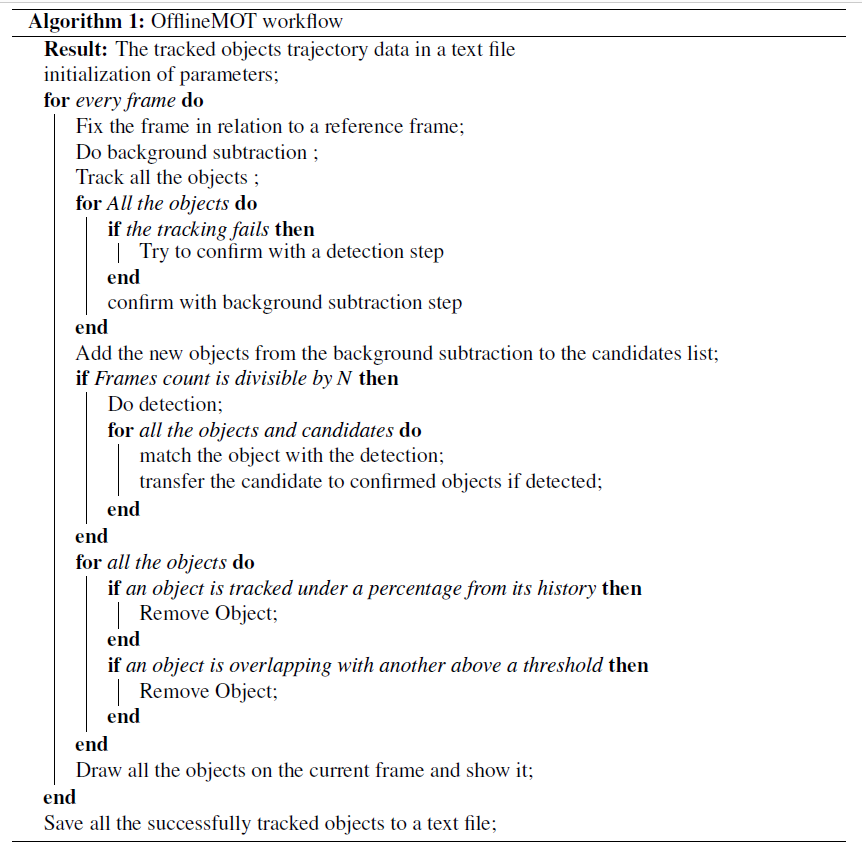 Algorithm 1: OfflineMOT workflow
Result: The tracked objects trajectory data in a text file
initialization of parameters;
for every frame do
Fix the frame in relation to a reference frame;
Do background subtraction ;
Track all the objects ;
for All the objects do
if the tracking fails then
Try to confirm with a detection step
end
confirm with background subtraction step
end
Add the new objects from the background subtraction to the candidates list;
if Frames count is divisible by N then
Do detection;
for all the objects and candidates do
match the object with the detection;
transfer the candidate to confirmed objects if detected;
end
end
for all the objects do
if an object is tracked under a percentage from its history then
Remove Object;
end
if an object is overlapping with another above a threshold then
Remove Object;
end
end
Draw all the objects on the current frame and show it;
end
Save all the successfully tracked objects to a text file;